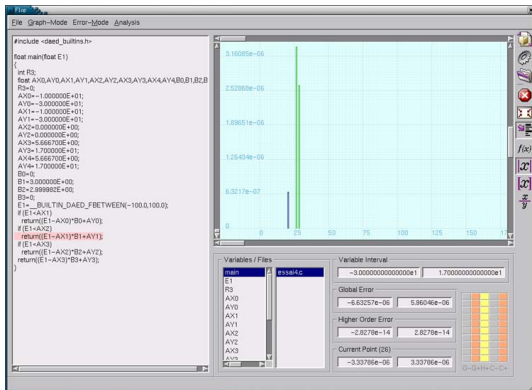 File Graph-Mode Error-Mode Analysis
#include <daed_builtins.h>
float main(float E1)
{
int R3;
float AX0,AY0,AX1,AY1,AX2,AY2,AX3,AY3,AX4,AY4,B0,B1,B2,B
R3=0;
AX0=-1.000000E+01;
AY0=-3.000000E+01;
AX1=-1.000000E+01;
AY1=-3.000000E+01;
AX2=0.000000E+00;
AY2=0.000000E+00;
AX3=5.666700E+00;
AY3=1.700000E+01;
AX4=5.666700E+00;
AY4=1.700000E+01;
B0=0;
B1=3.000000E+00;
B2=2.999982E+00;
B3=0;
E1=__BUILTIN_DAED_FBETWEEN(-100.0,100.0);
if (E1<AX1)
return((E1-AX0)*B0+AY0);
if (E1<AX2)
return((E1-AX1)*B1+AY1);
if (E1<AX3)
return((E1-AX2)*B2+AY2);
return((E1-AX3)*B3+AY3);
}
3.16085e-06
2.52868e-06
1.89651e-06
1.26434e-06
6.3217e-07
0 25 50 75 100 125 150 175
Variables / Files
main
E1
R3
AX0
AY0
AX1
AY1
AX2
AY2
AX3
AY3
essai4.c
Variable Interval
-3.00000000000000e1 1.70000000000000e1
Global Error
-6.63257e-06 5.96046e-06
Higher Order Error
-2.8278e-14 2.8278e-14
Current Point (26)
-3.33786e-06 3.33786e-06
f(x)